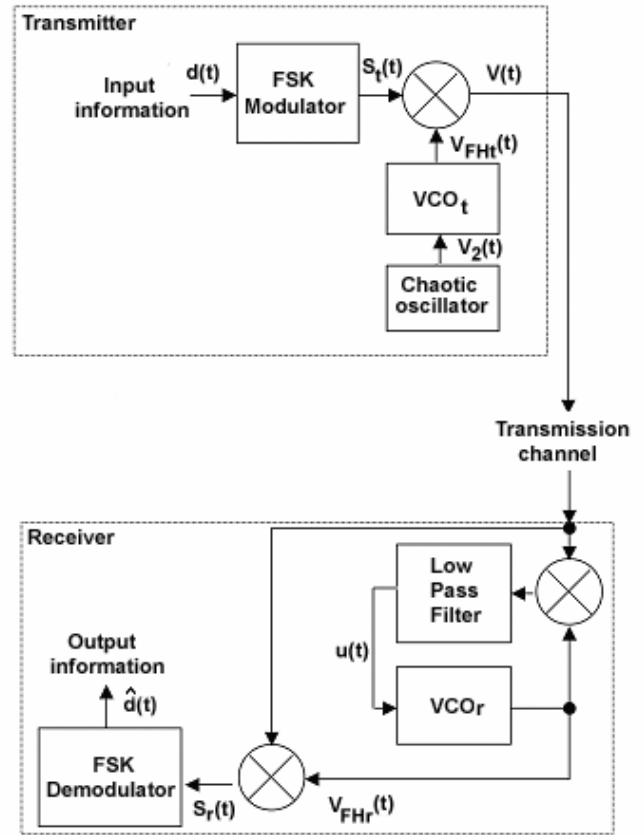 Transmitter
Input
information
d(t)
FSK
Modulator
S_t(t)
V(t)
V_FHt(t)
VCO_t
V_2(t)
Chaotic
oscillator
Transmission
channel
Receiver
Low
Pass
Filter
u(t)
VCO_r
Output
information
d̂(t)
FSK
Demodulator
S_r(t)
V_FHr(t)